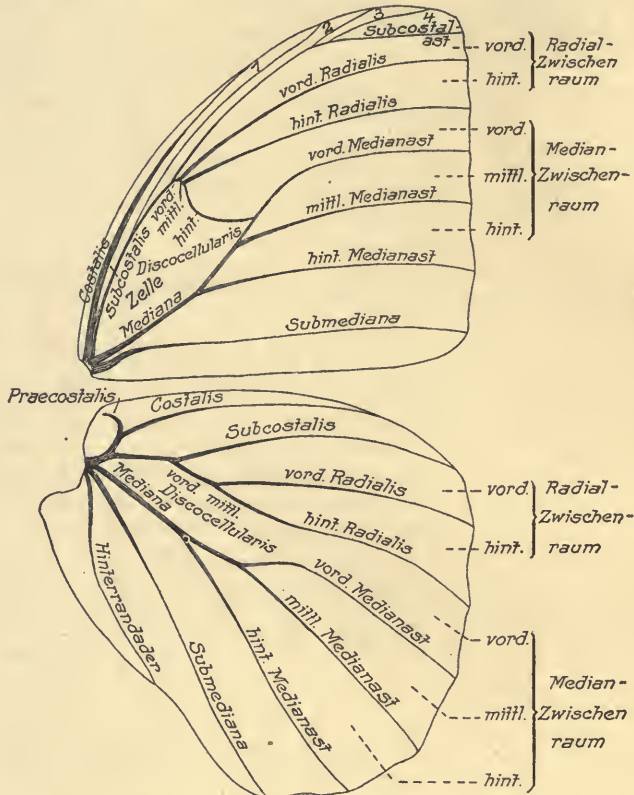 1 2 3 4
Subcostal-
ast
vord.
Radial-
Zwischen
raum
hint.
vord. Radialis
hint. Radialis
vord.
mittl.
hint.
Median-
Zwischen-
raum
vord. Medianast
mittl. Medianast
hint. Medianast
Costalis
Subcostalis
vord.
mittl.
hint.
Discocellularis
Zelle
Mediana
Submediana
Praecostalis
Costalis
Subcostalis
vord. Radialis
hint. Radialis
vord.
hint.
Radial-
Zwischen-
raum
Mediana
vord. mittl.
Discocellularis
vord. Medianast
mittl. Medianast
hint. Medianast
Submediana
Hinterrandader
vord.
mittl.
hint.
Median-
Zwischen
raum